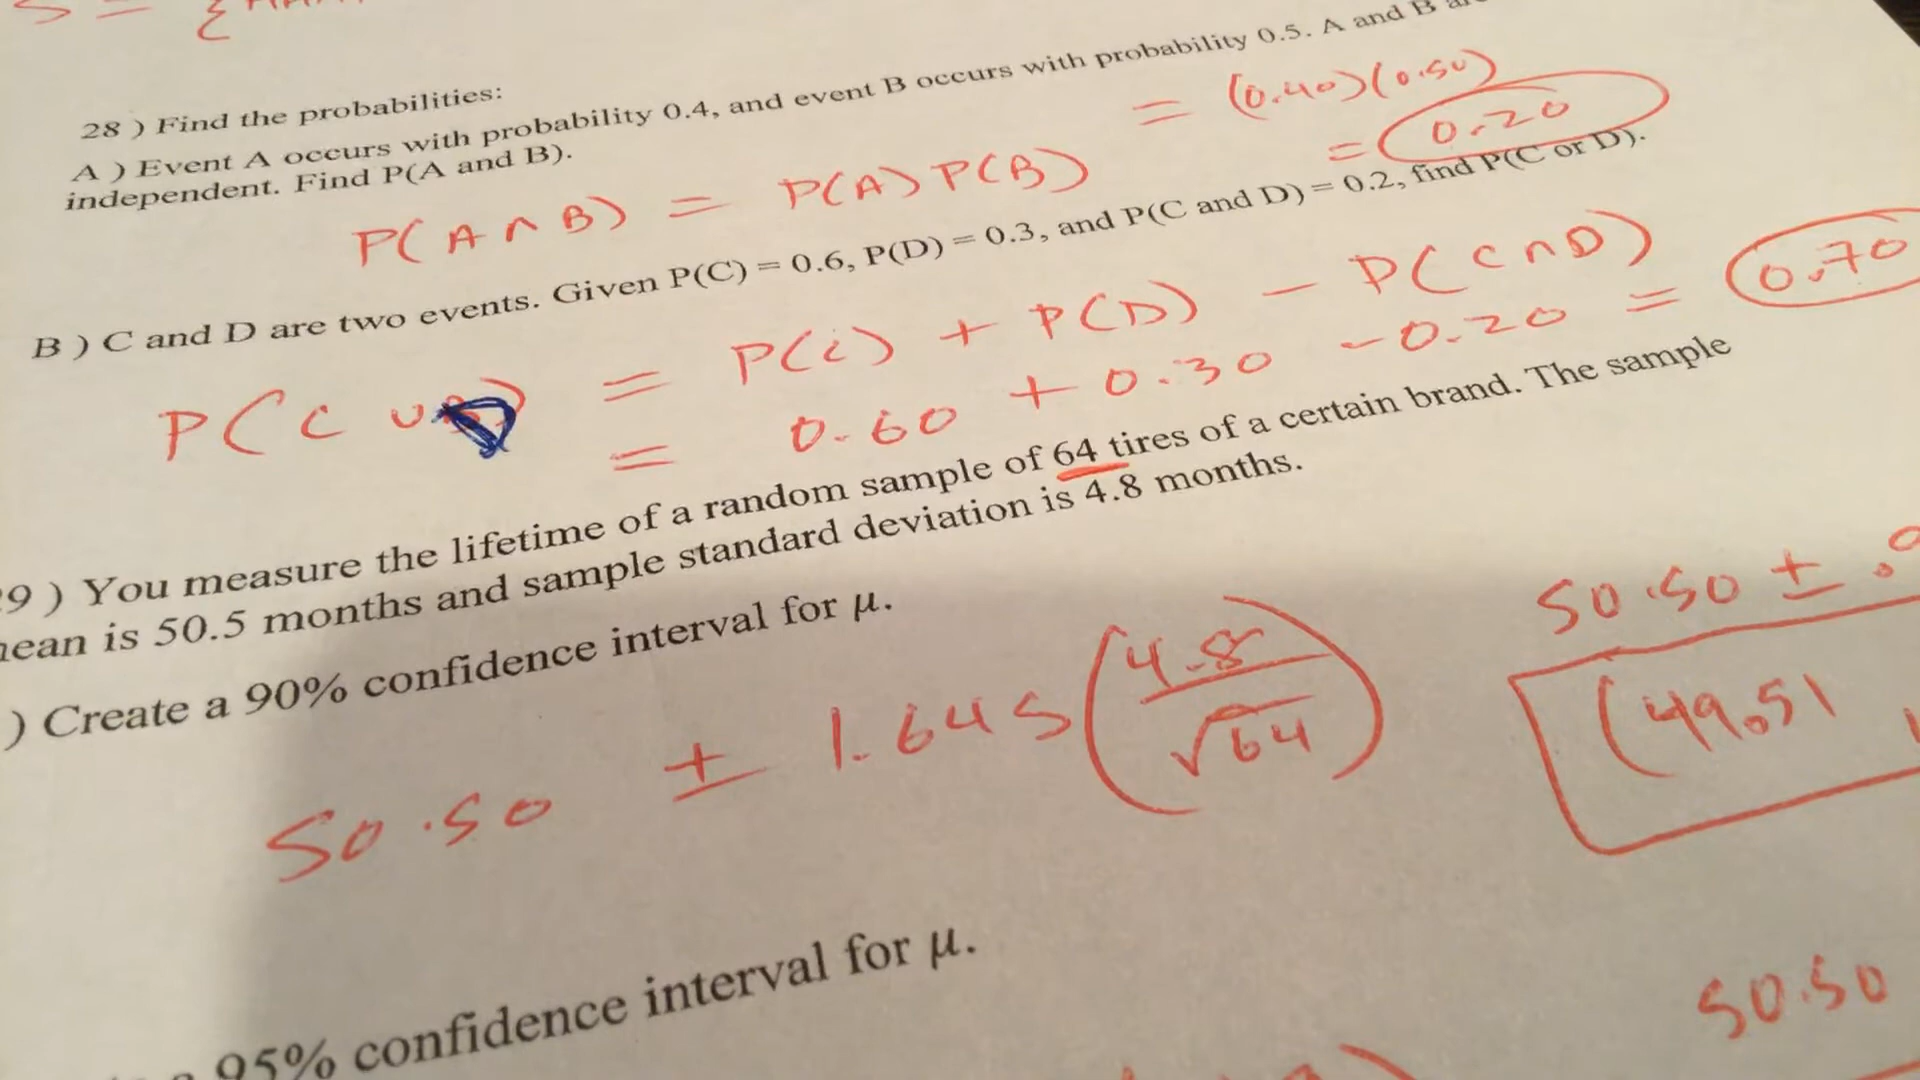 S = {
28 ) Find the probabilities:
A ) Event A occurs with probability 0.4, and event B occurs with probability 0.5. A and B
independent. Find P(A and B).
= (0.40)(0.50)
P(A ∩ B) = P(A) P(B)
= 0.20
B ) C and D are two events. Given P(C) = 0.6, P(D) = 0.3, and P(C and D) = 0.2, find P(C or D).
P(C ∪ D) = P(C) + P(D) − P(C∩D)
= 0.60 + 0.30 − 0.20 = 0.70
9 ) You measure the lifetime of a random sample of 64 tires of a certain brand. The sample
mean is 50.5 months and sample standard deviation is 4.8 months.
) Create a 90% confidence interval for μ.
50.50 ± 1.645 (4.8/√64)
50.50 ± .9
(49.51
95% confidence interval for μ.
50.50